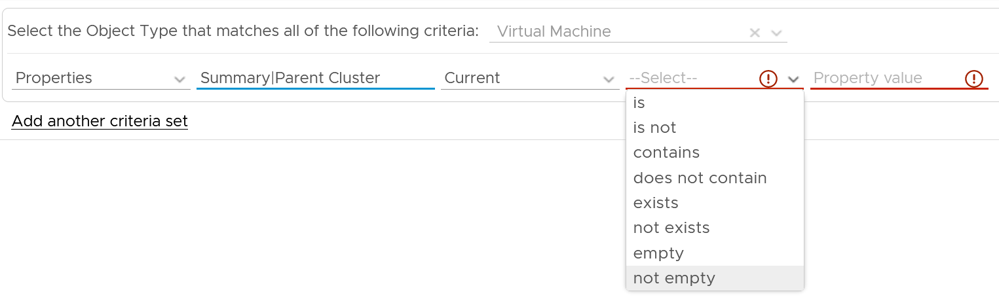 Select the Object Type that matches all of the following criteria: Virtual Machine
Properties Summary|Parent Cluster Current --Select-- Property value
is
Add another criteria set
is not
contains
does not contain
exists
not exists
empty
not empty